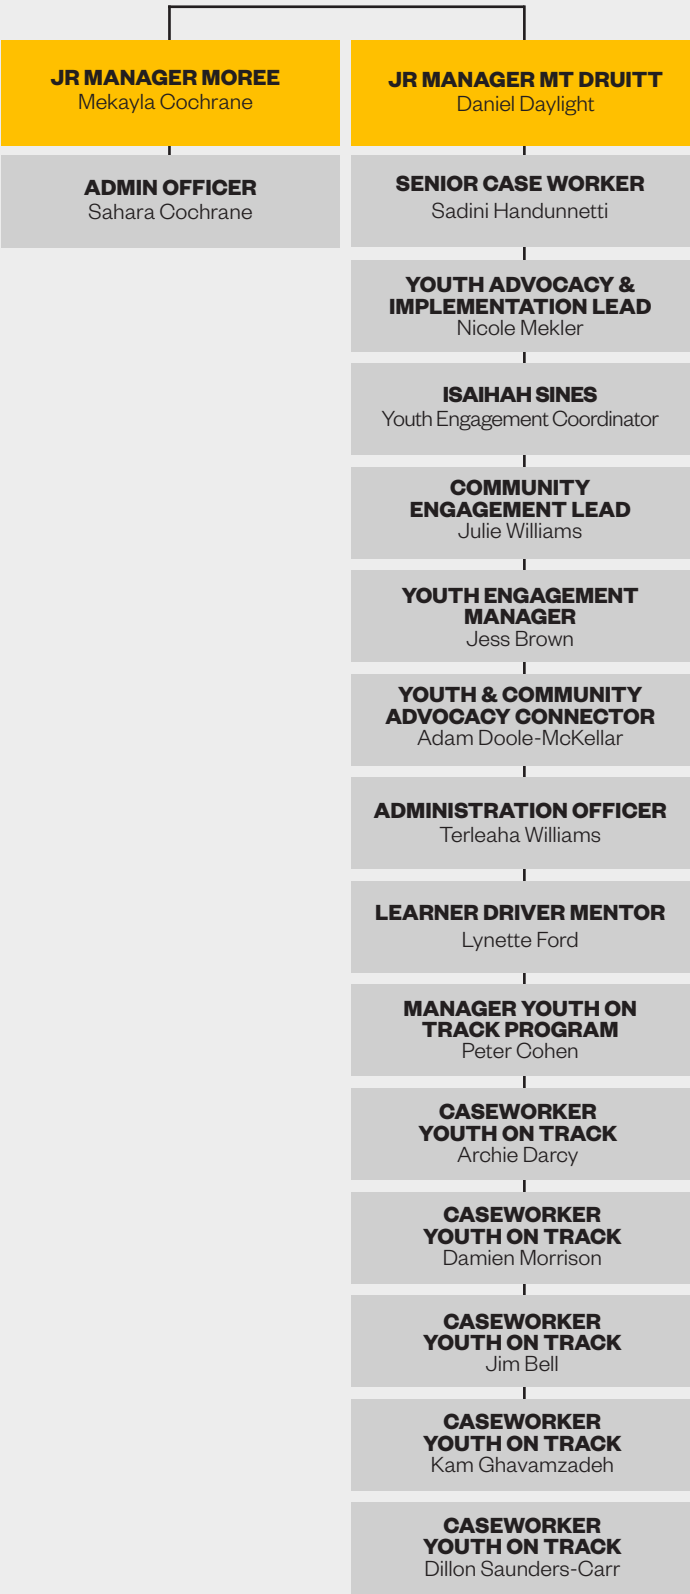 JR MANAGER MOREE
Mekayla Cochrane
ADMIN OFFICER
Sahara Cochrane
JR MANAGER MT DRUITT
Daniel Daylight
SENIOR CASE WORKER
Sadini Handunnetti
YOUTH ADVOCACY &
IMPLEMENTATION LEAD
Nicole Mekler
ISAIHAH SINES
Youth Engagement Coordinator
COMMUNITY
ENGAGEMENT LEAD
Julie Williams
YOUTH ENGAGEMENT
MANAGER
Jess Brown
YOUTH & COMMUNITY
ADVOCACY CONNECTOR
Adam Doole-McKellar
ADMINISTRATION OFFICER
Terleaha Williams
LEARNER DRIVER MENTOR
Lynette Ford
MANAGER YOUTH ON
TRACK PROGRAM
Peter Cohen
CASEWORKER
YOUTH ON TRACK
Archie Darcy
CASEWORKER
YOUTH ON TRACK
Damien Morrison
CASEWORKER
YOUTH ON TRACK
Jim Bell
CASEWORKER
YOUTH ON TRACK
Kam Ghavamzadeh
CASEWORKER
YOUTH ON TRACK
Dillon Saunders-Carr